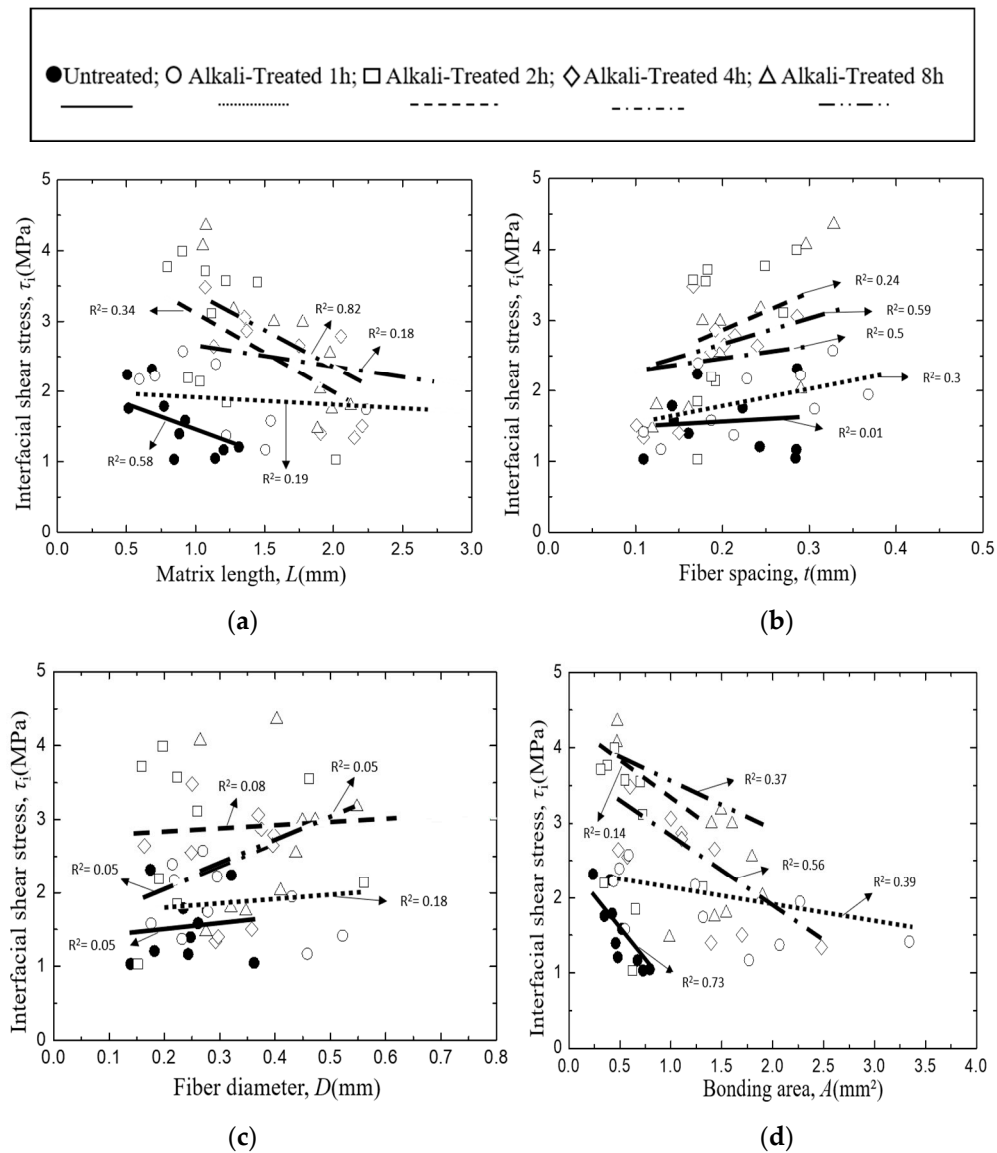 ●Untreated; ○ Alkali-Treated 1h; □ Alkali-Treated 2h; ◇ Alkali-Treated 4h; △ Alkali-Treated 8h
Interfacial shear stress, τi(MPa)
5
4
3
2
1
0
R²= 0.34
R²= 0.82
R²= 0.18
R²= 0.58
R²= 0.19
0.0 0.5 1.0 1.5 2.0 2.5 3.0
Matrix length, L(mm)
(a)
Interfacial shear stress, τi(MPa)
5
4
3
2
1
0
R²= 0.24
R²= 0.59
R²= 0.5
R²= 0.3
R²= 0.01
0.0 0.1 0.2 0.3 0.4 0.5
Fiber spacing, t(mm)
(b)
Interfacial shear stress, τi(MPa)
5
4
3
2
1
0
R²= 0.08
R²= 0.05
R²= 0.05
R²= 0.18
R²= 0.05
0.0 0.1 0.2 0.3 0.4 0.5 0.6 0.7 0.8
Fiber diameter, D(mm)
(c)
Interfacial shear stress, τi(MPa)
5
4
3
2
1
0
R²= 0.37
R²= 0.14
R²= 0.56
R²= 0.39
R²= 0.73
0.0 0.5 1.0 1.5 2.0 2.5 3.0 3.5 4.0
Bonding area, A(mm²)
(d)